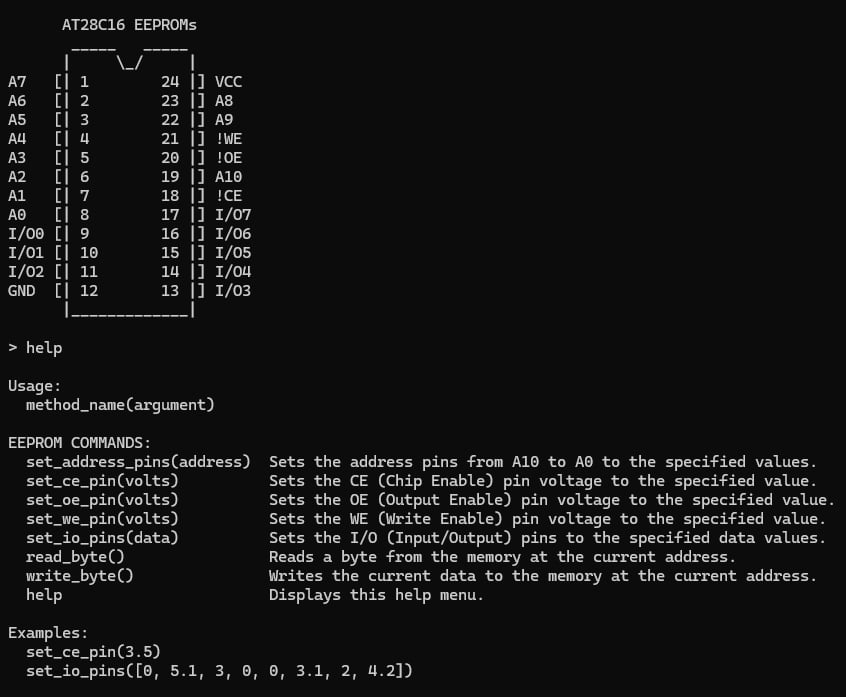 AT28C16 EEPROMs
       _____   _____
      |     \_/     |
A7   [| 1        24 |] VCC
A6   [| 2        23 |] A8
A5   [| 3        22 |] A9
A4   [| 4        21 |] !WE
A3   [| 5        20 |] !OE
A2   [| 6        19 |] A10
A1   [| 7        18 |] !CE
A0   [| 8        17 |] I/O7
I/O0 [| 9        16 |] I/O6
I/O1 [| 10       15 |] I/O5
I/O2 [| 11       14 |] I/O4
GND  [| 12       13 |] I/O3
      |_____________|
> help
Usage:
  method_name(argument)
EEPROM COMMANDS:
  set_address_pins(address)  Sets the address pins from A10 to A0 to the specified values.
  set_ce_pin(volts)          Sets the CE (Chip Enable) pin voltage to the specified value.
  set_oe_pin(volts)          Sets the OE (Output Enable) pin voltage to the specified value.
  set_we_pin(volts)          Sets the WE (Write Enable) pin voltage to the specified value.
  set_io_pins(data)          Sets the I/O (Input/Output) pins to the specified data values.
  read_byte()                Reads a byte from the memory at the current address.
  write_byte()               Writes the current data to the memory at the current address.
  help                       Displays this help menu.
Examples:
  set_ce_pin(3.5)
  set_io_pins([0, 5.1, 3, 0, 0, 3.1, 2, 4.2])